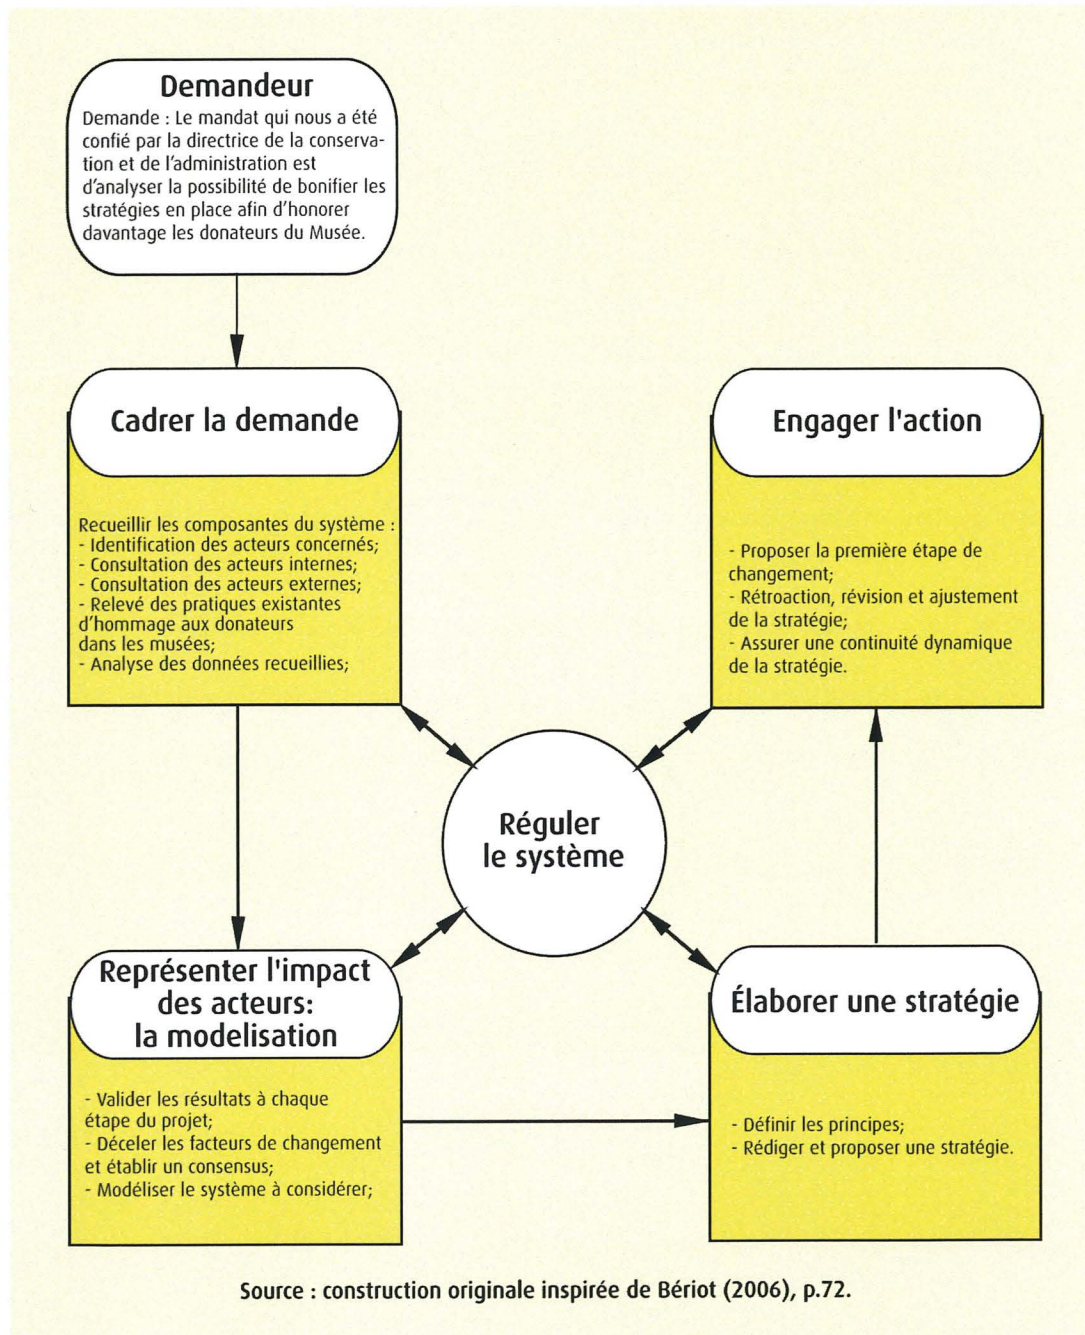 Demandeur
Demande : Le mandat qui nous a été
confié par la directrice de la conserva-
tion et de l'administration est
d'analyser la possibilité de bonifier les
stratégies en place afin d'honorer
davantage les donateurs du Musée.
Cadrer la demande
Recueillir les composantes du système :
- Identification des acteurs concernés;
- Consultation des acteurs internes;
- Consultation des acteurs externes;
- Relevé des pratiques existantes
d'hommage aux donateurs
dans les musées;
- Analyse des données recueillies;
Engager l'action
- Proposer la première étape de
changement;
- Rétroaction, révision et ajustement
de la stratégie;
- Assurer une continuité dynamique
de la stratégie.
Réguler
le système
Représenter l'impact
des acteurs:
la modelisation
- Valider les résultats à chaque
étape du projet;
- Déceler les facteurs de changement
et établir un consensus;
- Modéliser le système à considérer;
Élaborer une stratégie
- Définir les principes;
- Rédiger et proposer une stratégie.
Source : construction originale inspirée de Bériot (2006), p.72.